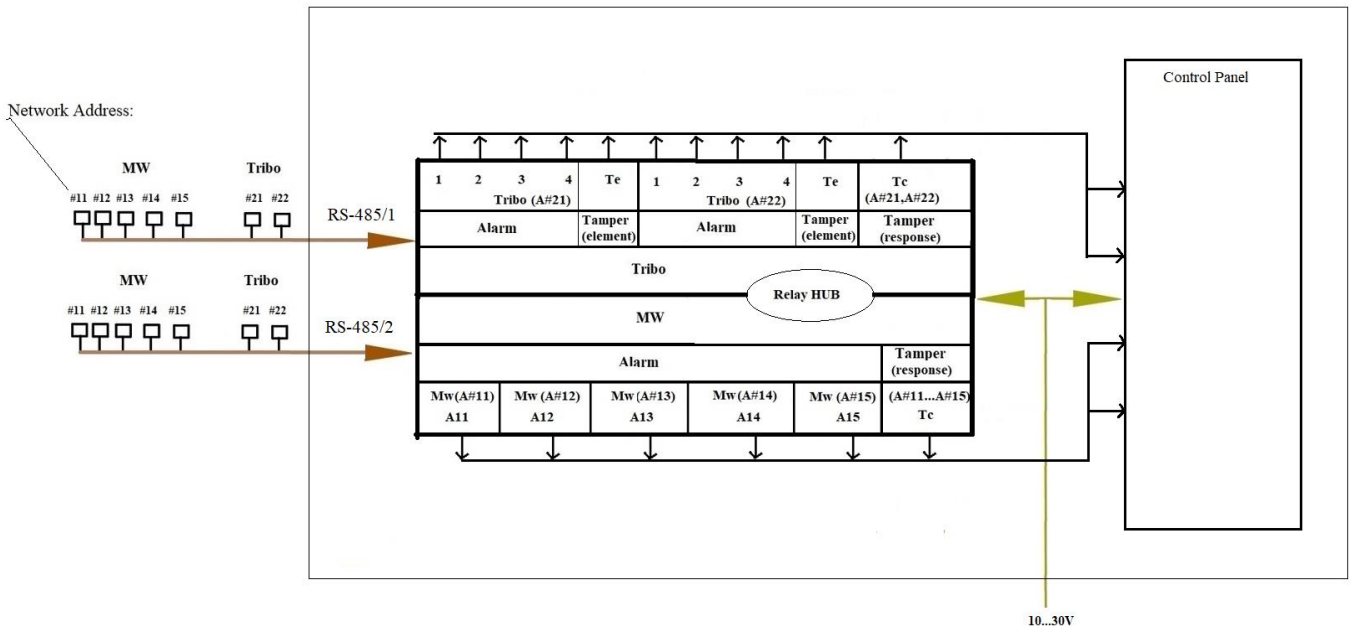 Control Panel
Network Address:
MW Tribo
#11 #12 #13 #14 #15 #21 #22
RS-485/1
1 2 3 4 Te 1 2 3 4 Te Tc
Tribo (A#21) Tribo (A#22) (A#21,A#22)
Alarm Tamper (element) Alarm Tamper (element) Tamper (response)
Tribo
MW Tribo
#11 #12 #13 #14 #15 #21 #22
RS-485/2
Relay HUB
MW
Alarm Tamper (response)
Mw(A#11) Mw (A#12) Mw(A#13) Mw(A#14) Mw (A#15) (A#11...A#15)
A11 A12 A13 A14 A15 Tc
10...30V